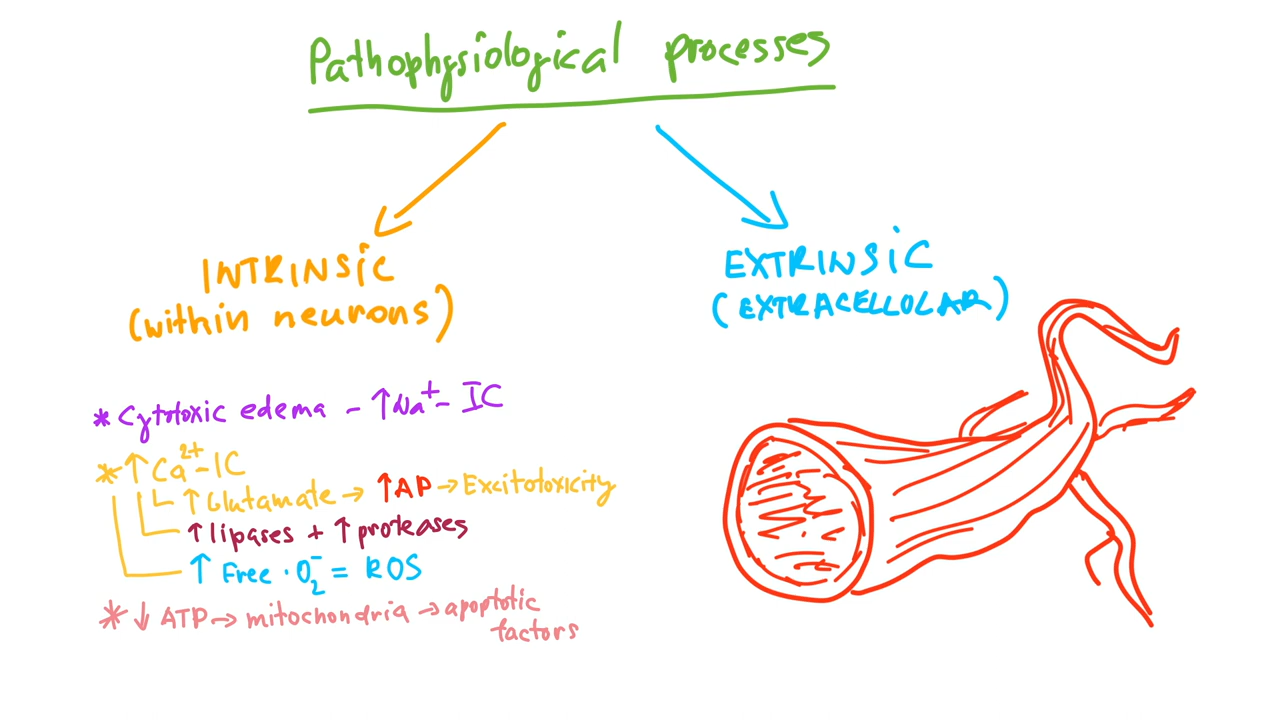 Pathophysiological processes
INTRINSIC
(within neurons)
* Cytotoxic edema - ↑Na⁺- IC
* ↑Ca²⁺-IC
↑ Glutamate → ↑AP → Excitotoxicity
↑ lipases + ↑ proteases
↑ Free · O₂⁻ = ROS
* ↓ ATP → mitochondria → apoptotic
factors
EXTRINSIC
(EXTRACELLOLAR)